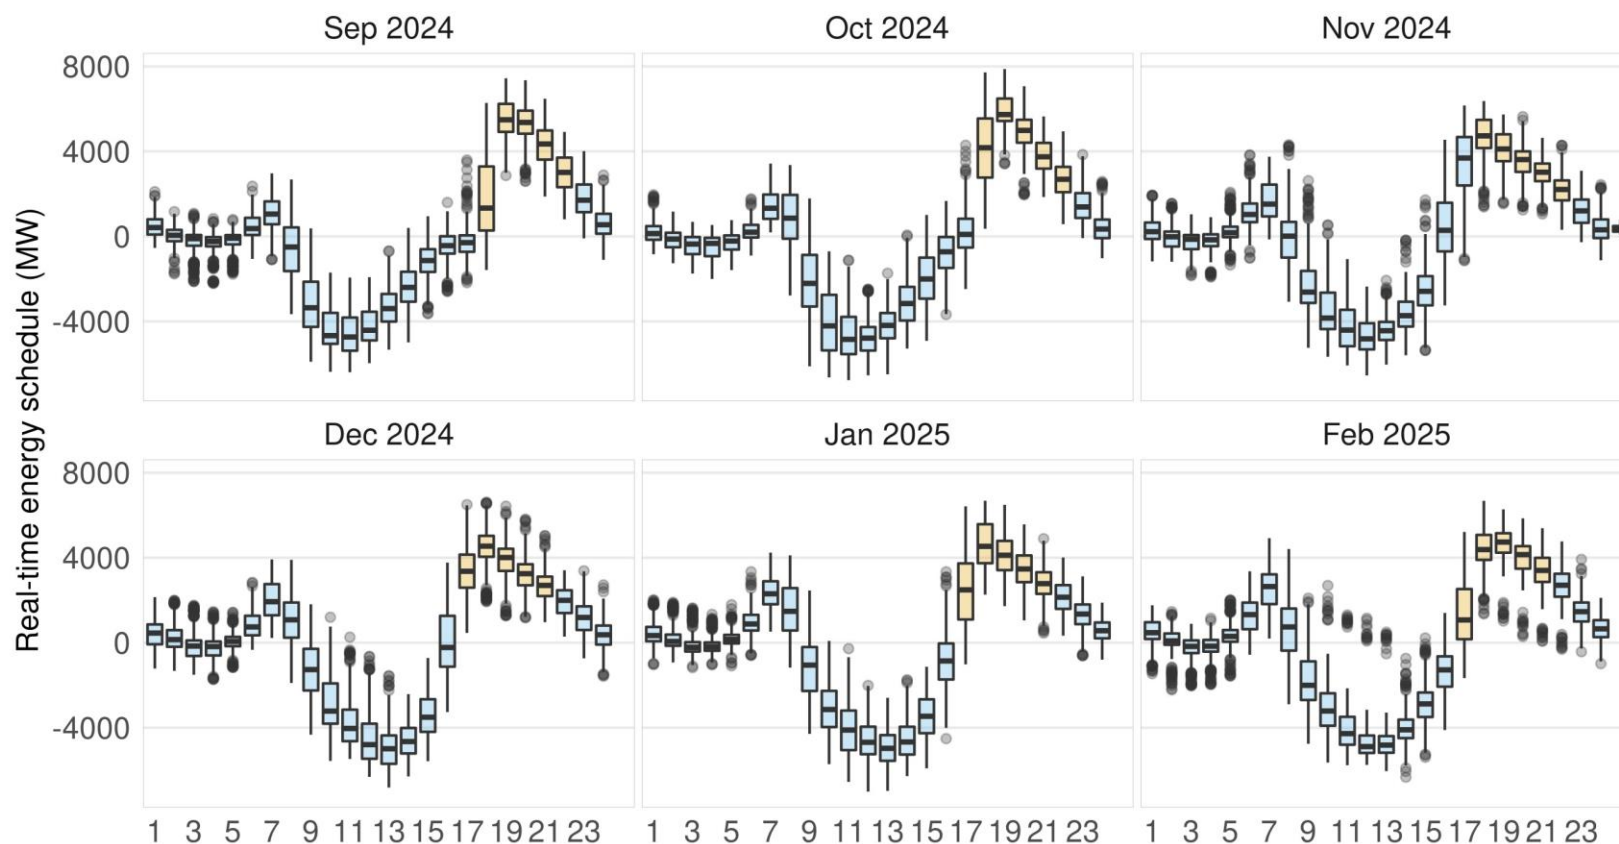 Sep 2024
Oct 2024
Nov 2024
8000
4000
0
-4000
Real-time energy schedule (MW)
Dec 2024
Jan 2025
Feb 2025
8000
4000
0
-4000
1 3 5 7 9 11 13 15 17 19 21 23
1 3 5 7 9 11 13 15 17 19 21 23
1 3 5 7 9 11 13 15 17 19 21 23